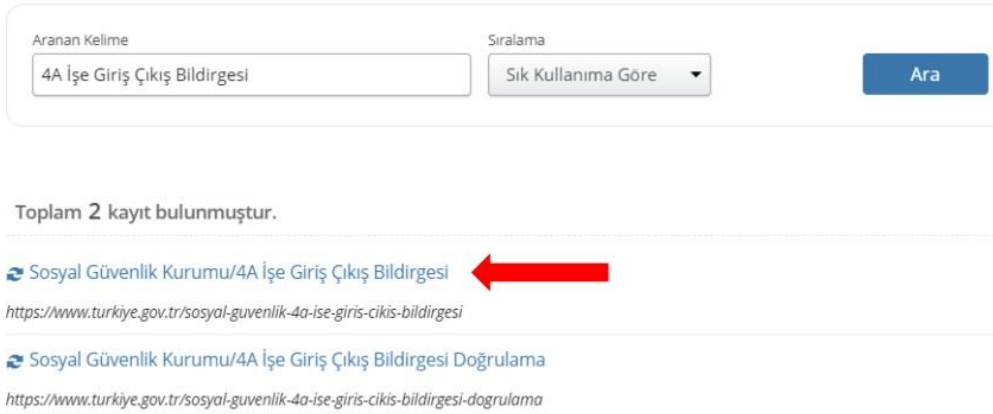 Aranan Kelime
Sıralama
4A İşe Giriş Çıkış Bildirgesi
Sık Kullanıma Göre
Ara
Toplam 2 kayıt bulunmuştur.
Sosyal Güvenlik Kurumu/4A İşe Giriş Çıkış Bildirgesi
https://www.turkiye.gov.tr/sosyal-guvenlik-4a-ise-giris-cikis-bildirgesi
Sosyal Güvenlik Kurumu/4A İşe Giriş Çıkış Bildirgesi Doğrulama
https://www.turkiye.gov.tr/sosyal-guvenlik-4a-ise-giris-cikis-bildirgesi-dogrulama